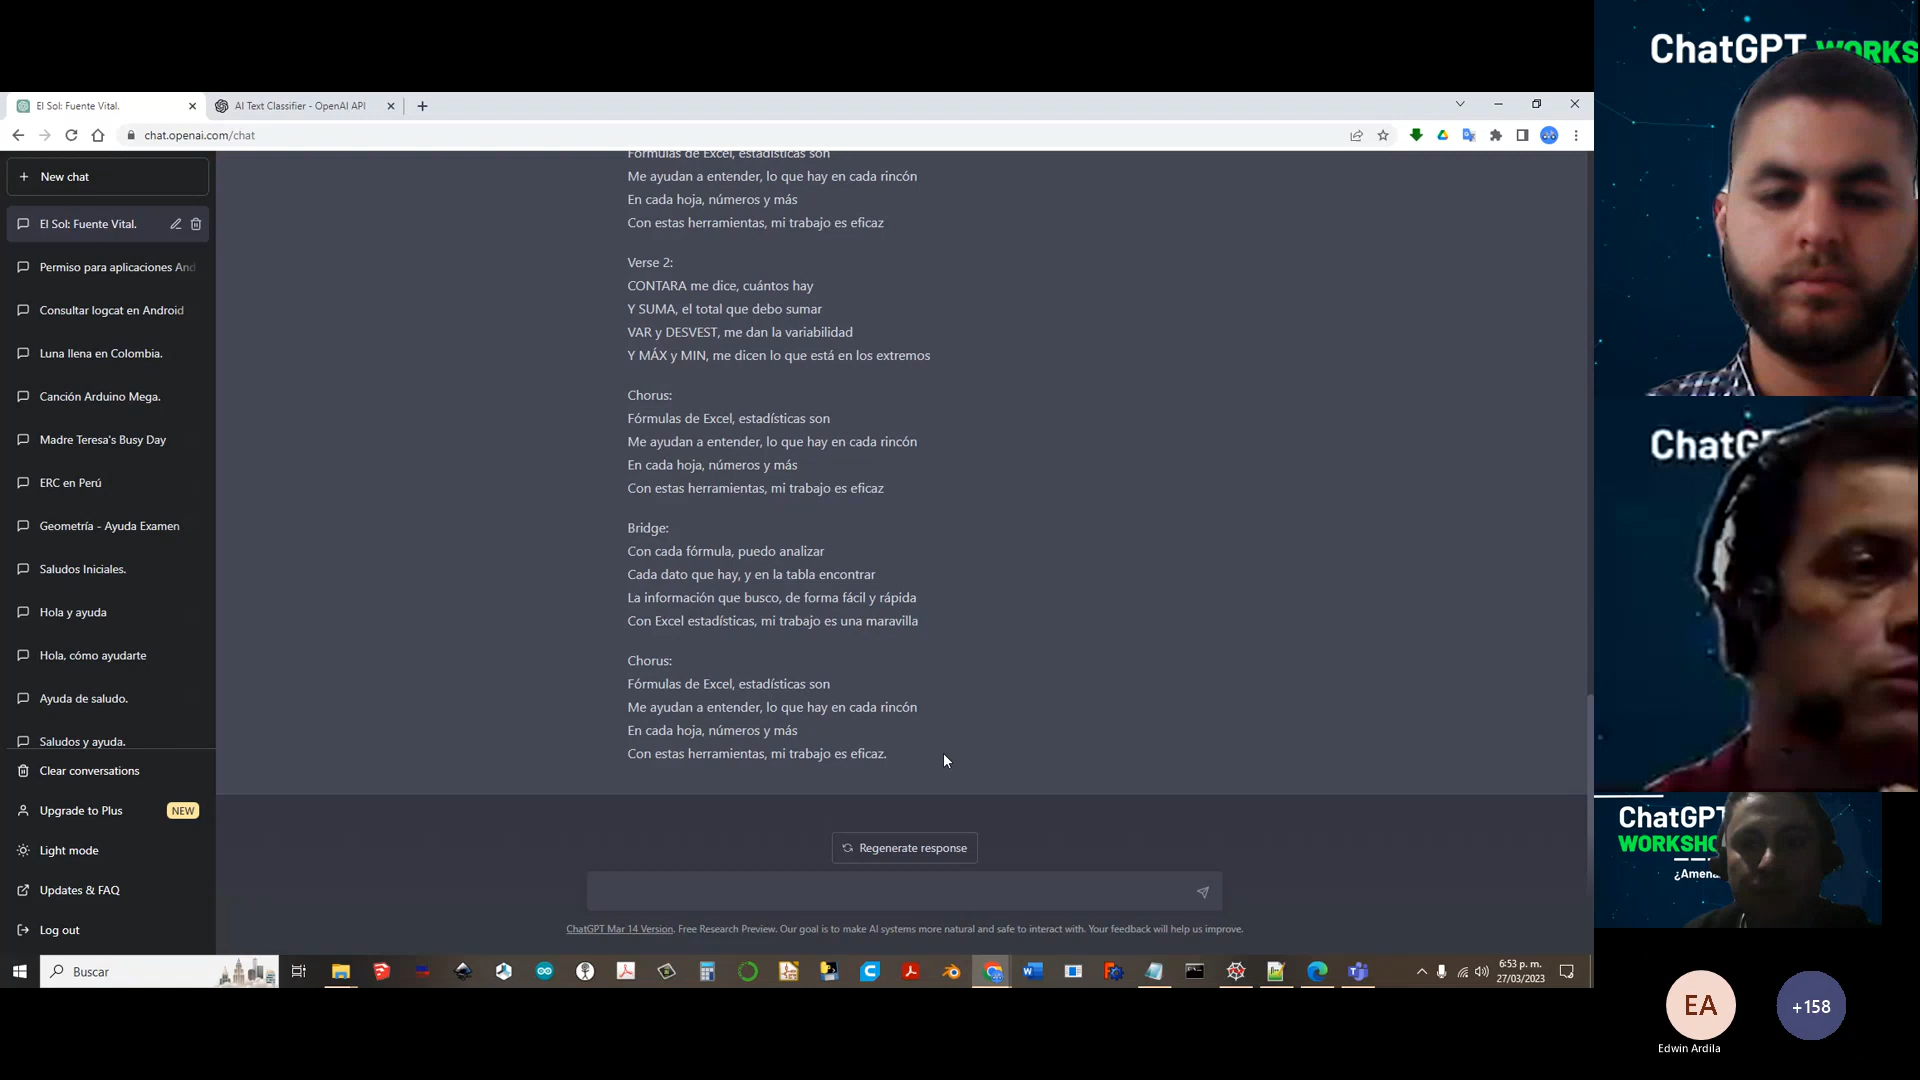 El Sol: Fuente Vital.
AI Text Classifier - OpenAI API
chat.openai.com/chat
New chat
El Sol: Fuente Vital.
Permiso para aplicaciones And
Consultar logcat en Android
Luna llena en Colombia.
Canción Arduino Mega.
Madre Teresa's Busy Day
ERC en Perú
Geometría - Ayuda Examen
Saludos Iniciales.
Hola y ayuda
Hola, cómo ayudarte
Ayuda de saludo.
Saludos y ayuda.
Clear conversations
Upgrade to Plus NEW
Light mode
Updates & FAQ
Log out
Fórmulas de Excel, estadísticas son
Me ayudan a entender, lo que hay en cada rincón
En cada hoja, números y más
Con estas herramientas, mi trabajo es eficaz
Verse 2:
CONTARA me dice, cuántos hay
Y SUMA, el total que debo sumar
VAR y DESVEST, me dan la variabilidad
Y MÁX y MIN, me dicen lo que está en los extremos
Chorus:
Fórmulas de Excel, estadísticas son
Me ayudan a entender, lo que hay en cada rincón
En cada hoja, números y más
Con estas herramientas, mi trabajo es eficaz
Bridge:
Con cada fórmula, puedo analizar
Cada dato que hay, y en la tabla encontrar
La información que busco, de forma fácil y rápida
Con Excel estadísticas, mi trabajo es una maravilla
Chorus:
Fórmulas de Excel, estadísticas son
Me ayudan a entender, lo que hay en cada rincón
En cada hoja, números y más
Con estas herramientas, mi trabajo es eficaz.
Regenerate response
ChatGPT Mar 14 Version. Free Research Preview. Our goal is to make AI systems more natural and safe to interact with. Your feedback will help us improve.
Buscar
6:53 p. m.
27/03/2023
ChatGPT WORKS
ChatG
ChatGPT
WORKSHO
¿Amena
EA
Edwin Ardila
+158